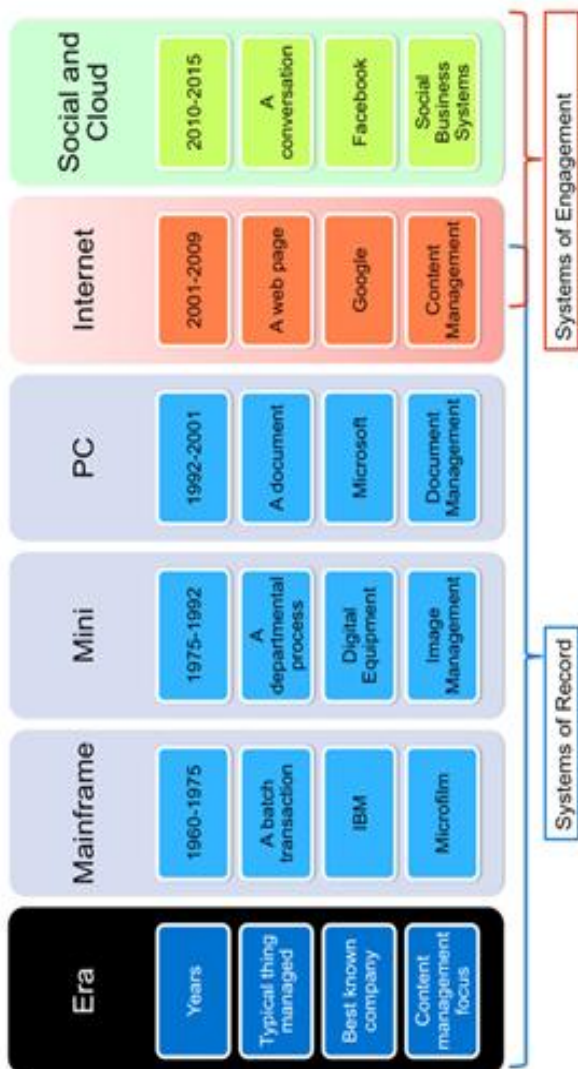 Era
Years
Typical thing
managed
Best known
company
Content
management
focus
Mainframe
1960-1975
A batch
transaction
IBM
Microfilm
Mini
1975-1992
A
departmental
process
Digital
Equipment
Image
Management
PC
1992-2001
A document
Microsoft
Document
Management
Internet
2001-2009
A web page
Google
Content
Management
Social and
Cloud
2010-2015
A
conversation
Facebook
Social
Business
Systems
Systems of Record
Systems of Engagement